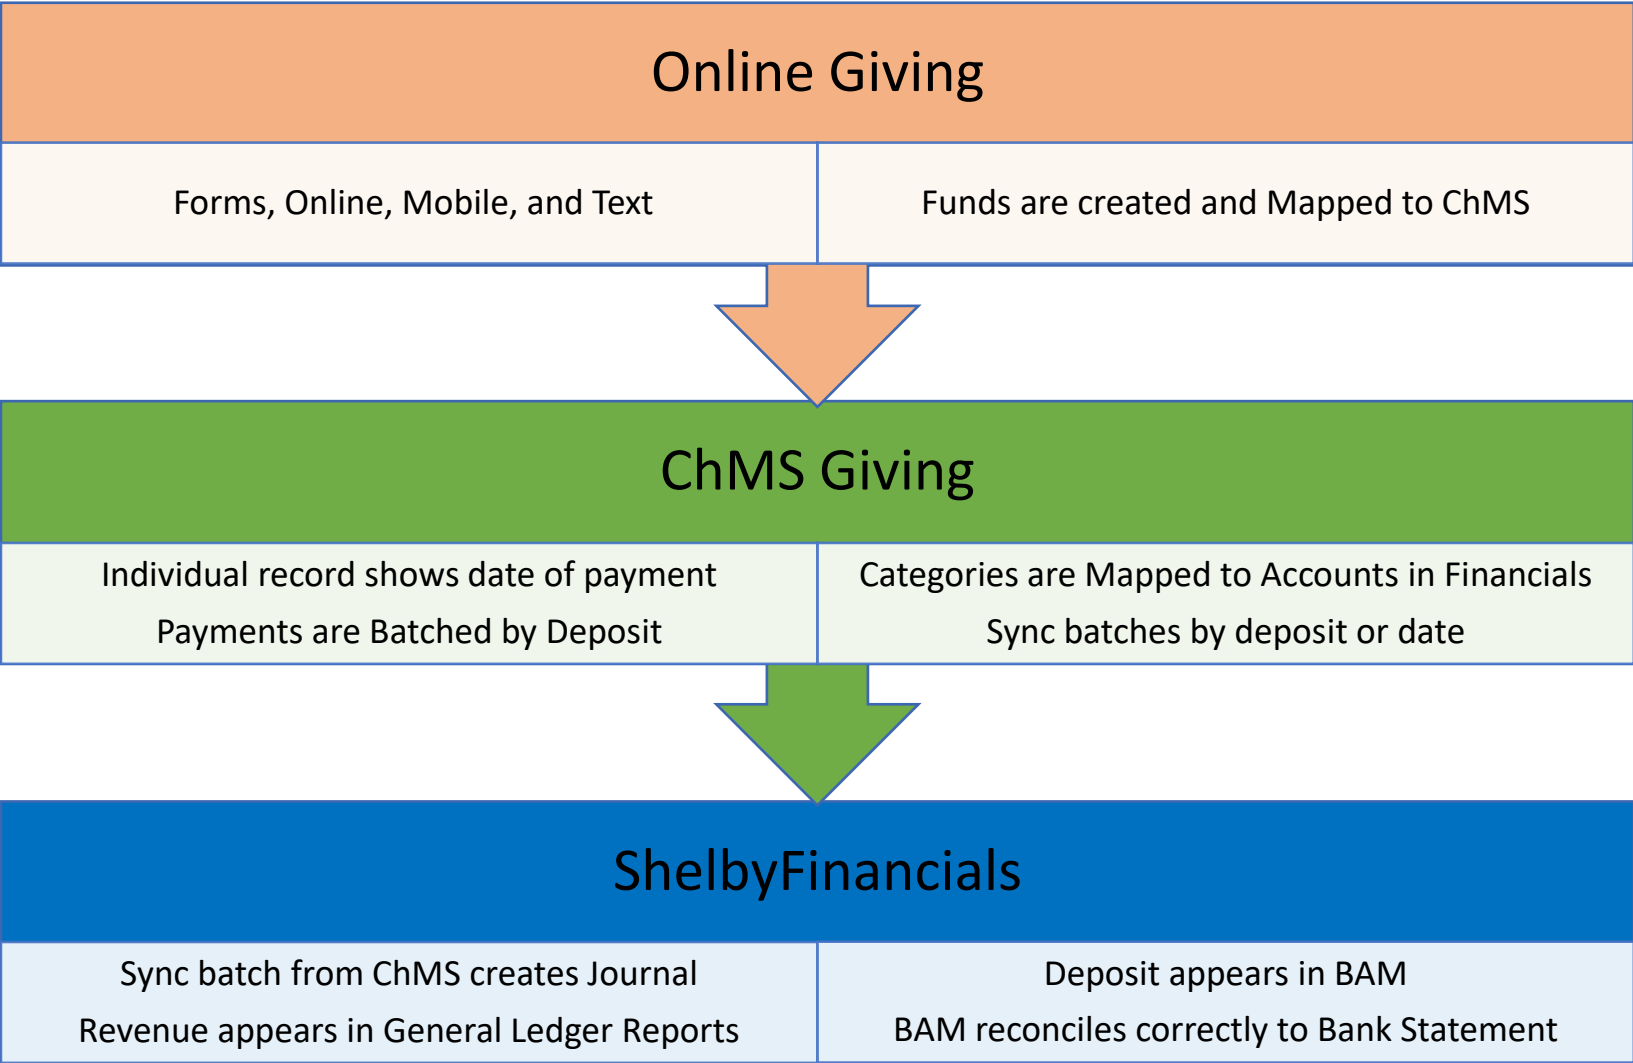 Online Giving
Forms, Online, Mobile, and Text
Funds are created and Mapped to ChMS
ChMS Giving
Individual record shows date of payment
Payments are Batched by Deposit
Categories are Mapped to Accounts in Financials
Sync batches by deposit or date
ShelbyFinancials
Sync batch from ChMS creates Journal
Revenue appears in General Ledger Reports
Deposit appears in BAM
BAM reconciles correctly to Bank Statement